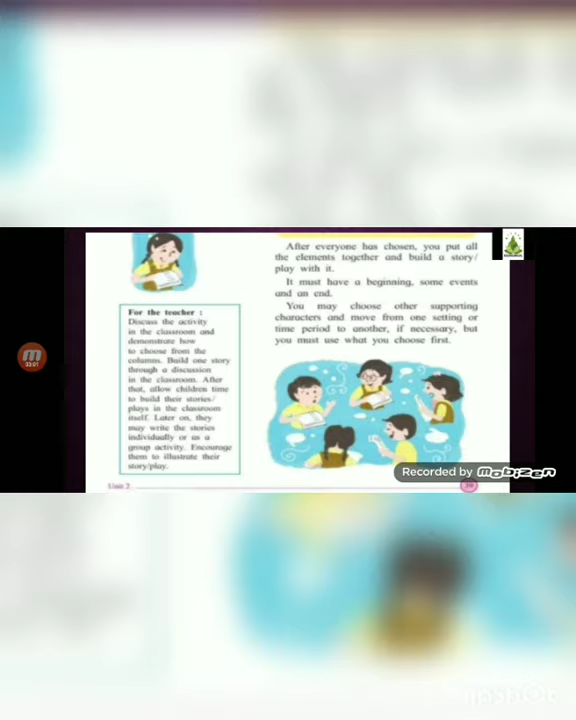 After everyone has chosen, you put all
the elements together and build a story/
play with it.
It must have a beginning, some events
and an end.
You may choose other supporting
characters and move from one setting or
time period to another, if necessary, but
you must use what you choose first.
For the teacher :
Discuss the activity
in the classroom and
demonstrate how
to choose from the
columns. Build one story
through a discussion
in the classroom. After
that, allow children time
to build their stories/
plays in the classroom
itself. Later on, they
may write the stories
individually or as a
group activity. Encourage
them to illustrate their
story/play.
Unit 2
39
03:01
Recorded by Mobizen